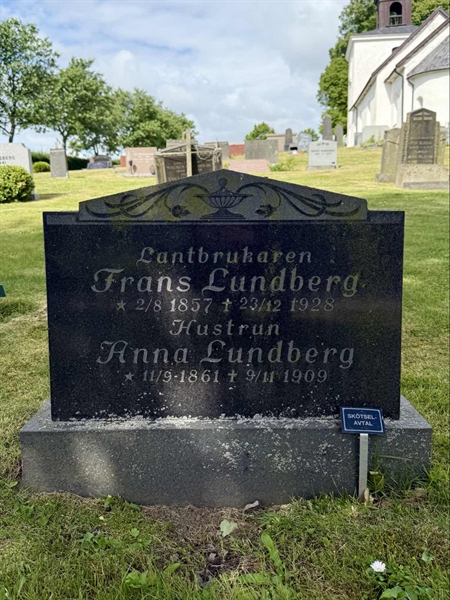 Lantbrukaren
Frans Lundberg
* 2/8 1857 ✝ 23/12 1928
Hustrun
Anna Lundberg
* 11/9-1861 ✝ 9/11 1909
SKÖTSEL-
AVTAL